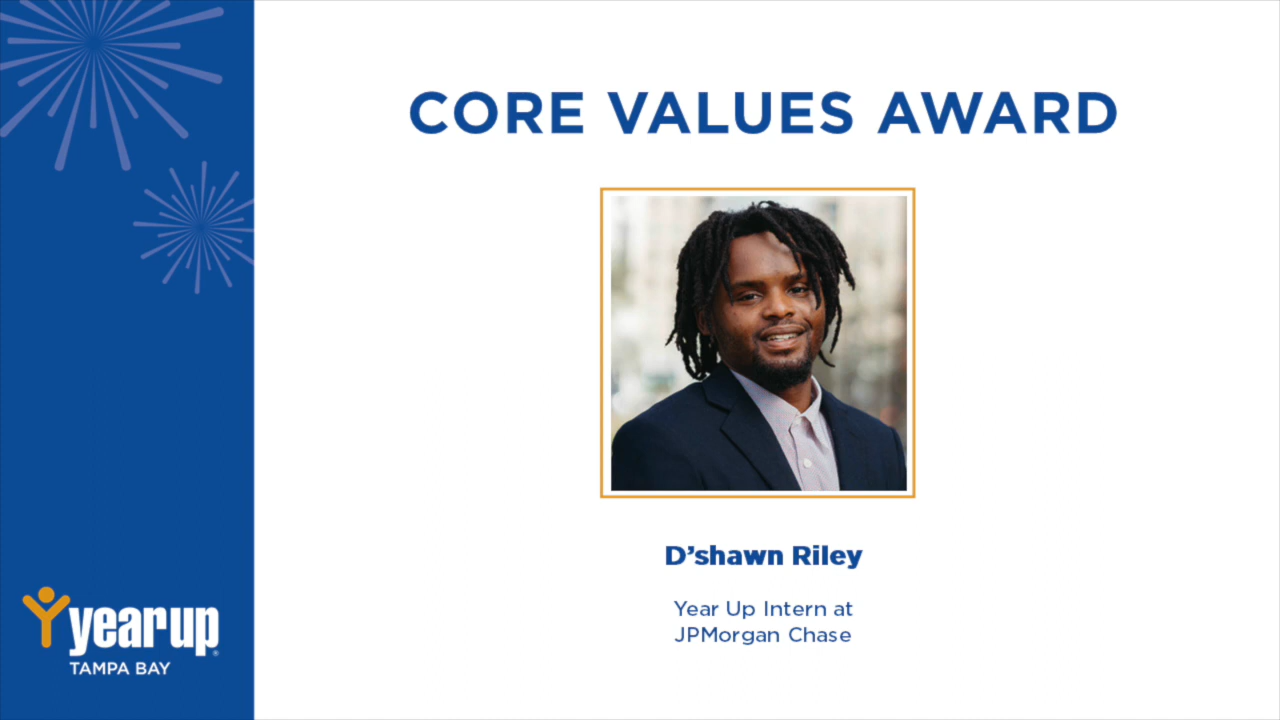 CORE VALUES AWARD
D’shawn Riley
Year Up Intern at
JPMorgan Chase
year up
TAMPA BAY